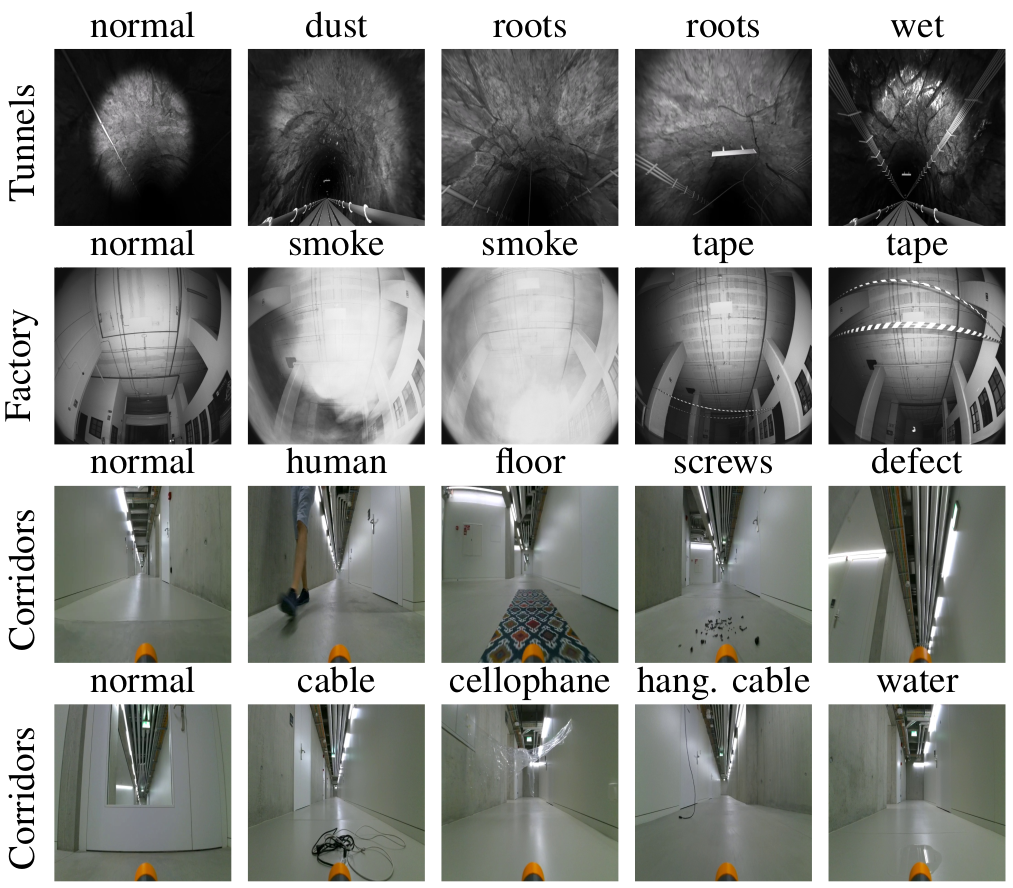 normal dust roots roots wet
Tunnels
normal smoke smoke tape tape
Factory
normal human floor screws defect
Corridors
normal cable cellophane hang. cable water
Corridors